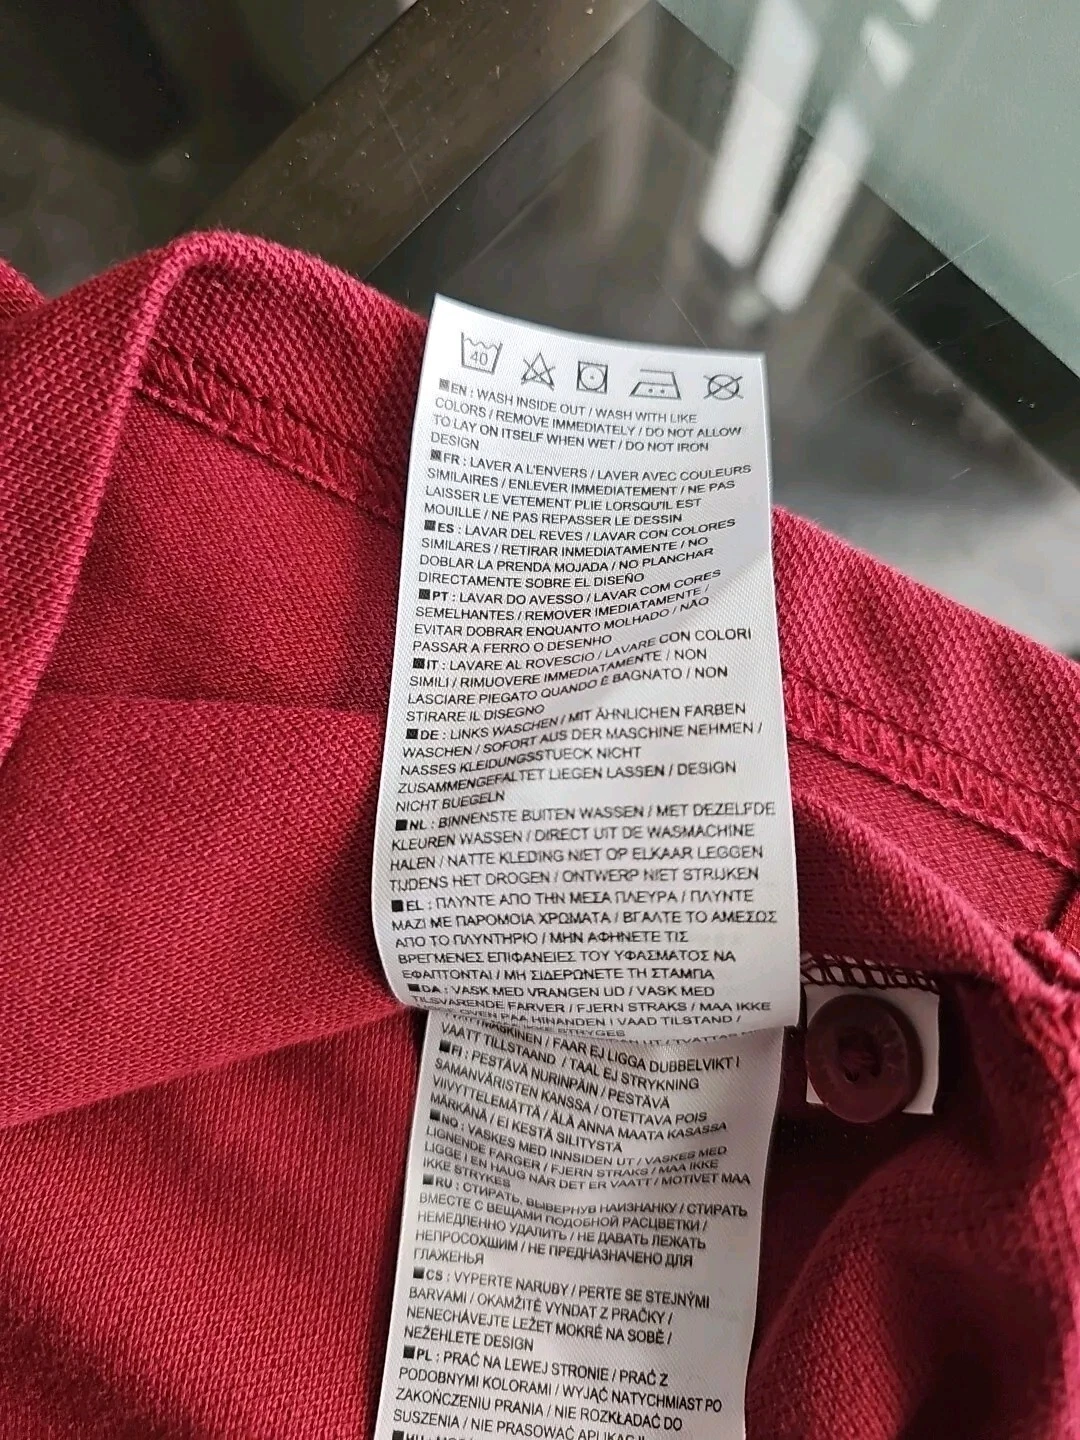 40
EN : WASH INSIDE OUT / WASH WITH LIKE
COLORS / REMOVE IMMEDIATELY / DO NOT ALLOW
TO LAY ON ITSELF WHEN WET / DO NOT IRON
DESIGN
FR : LAVER A L'ENVERS / LAVER AVEC COULEURS
SIMILAIRES / ENLEVER IMMEDIATEMENT / NE PAS
LAISSER LE VETEMENT PLIE LORSQU'IL EST
MOUILLE / NE PAS REPASSER LE DESSIN
ES : LAVAR DEL REVES / LAVAR CON COLORES
SIMILARES / RETIRAR INMEDIATAMENTE / NO
DOBLAR LA PRENDA MOJADA / NO PLANCHAR
DIRECTAMENTE SOBRE EL DISEÑO
PT : LAVAR DO AVESSO / LAVAR COM CORES
SEMELHANTES / REMOVER IMEDIATAMENTE /
EVITAR DOBRAR ENQUANTO MOLHADO / NÃO
PASSAR A FERRO O DESENHO
IT : LAVARE AL ROVESCIO / LAVARE CON COLORI
SIMILI / RIMUOVERE IMMEDIATAMENTE / NON
LASCIARE PIEGATO QUANDO È BAGNATO / NON
STIRARE IL DISEGNO
DE : LINKS WASCHEN / MIT ÄHNLICHEN FARBEN
WASCHEN / SOFORT AUS DER MASCHINE NEHMEN /
NASSES KLEIDUNGSSTUECK NICHT
ZUSAMMENGEFALTET LIEGEN LASSEN / DESIGN
NICHT BUEGELN
NL : BINNENSTE BUITEN WASSEN / MET DEZELFDE
KLEUREN WASSEN / DIRECT UIT DE WASMACHINE
HALEN / NATTE KLEDING NIET OP ELKAAR LEGGEN
TIJDENS HET DROGEN / ONTWERP NIET STRIJKEN
EL : ΠΛΥΝΤΕ ΑΠΟ ΤΗΝ ΜΕΣΑ ΠΛΕΥΡΑ / ΠΛΥΝΤΕ
ΜΑΖΙ ΜΕ ΠΑΡΟΜΟΙΑ ΧΡΩΜΑΤΑ / ΒΓΑΛΤΕ ΤΟ ΑΜΕΣΩΣ
ΑΠΟ ΤΟ ΠΛΥΝΤΗΡΙΟ / ΜΗΝ ΑΦΗΝΕΤΕ ΤΙΣ
ΒΡΕΓΜΕΝΕΣ ΕΠΙΦΑΝΕΙΕΣ ΤΟΥ ΥΦΑΣΜΑΤΟΣ ΝΑ
ΕΦΑΠΤΟΝΤΑΙ / ΜΗ ΣΙΔΕΡΩΝΕΤΕ ΤΗ ΣΤΑΜΠΑ
DA : VASK MED VRANGEN UD / VASK MED
TILSVARENDE FARVER / FJERN STRAKS / MAA IKKE
OVEN PAA HINANDEN I VAAD TILSTAND /
IKKE STRYGES
TVÄTTMASKINEN / FAAR EJ LIGGA DUBBELVIKT I
VAATT TILLSTAAND / TAAL EJ STRYKNING
FI : PESTÄVÄ NURINPÄIN / PESTÄVÄ
SAMANVÄRISTEN KANSSA / OTETTAVA POIS
VIIVYTTELEMÄTTÄ / ÄLÄ ANNA MAATA KASASSA
MÄRKÄNÄ / EI KESTÄ SILITYSTÄ
NO : VASKES MED INNSIDEN UT / VASKES MED
LIGNENDE FARGER / FJERN STRAKS / MAA IKKE
LIGGE I EN HAUG NÅR DET ER VAATT / MOTIVET MAA
IKKE STRYKES
RU : СТИРАТЬ, ВЫВЕРНУВ НАИЗНАНКУ / СТИРАТЬ
ВМЕСТЕ С ВЕЩАМИ ПОДОБНОЙ РАСЦВЕТКИ /
НЕМЕДЛЕННО УДАЛИТЬ / НЕ ДАВАТЬ ЛЕЖАТЬ
НЕПРОСОХШИМ / НЕ ПРЕДНАЗНАЧЕНО ДЛЯ
ГЛАЖЕНЬЯ
CS : VYPERTE NARUBY / PERTE SE STEJNÝMI
BARVAMI / OKAMŽITĚ VYNDAT Z PRAČKY /
NENECHÁVEJTE LEŽET MOKRÉ NA SOBĚ /
NEŽEHLETE DESIGN
PL : PRAĆ NA LEWEJ STRONIE / PRAĆ Z
PODOBNYMI KOLORAMI / WYJĄĆ NATYCHMIAST PO
ZAKOŃCZENIU PRANIA / NIE ROZKŁADAĆ DO
SUSZENIA / NIE PRASOWAĆ APLIKACJI
HU :